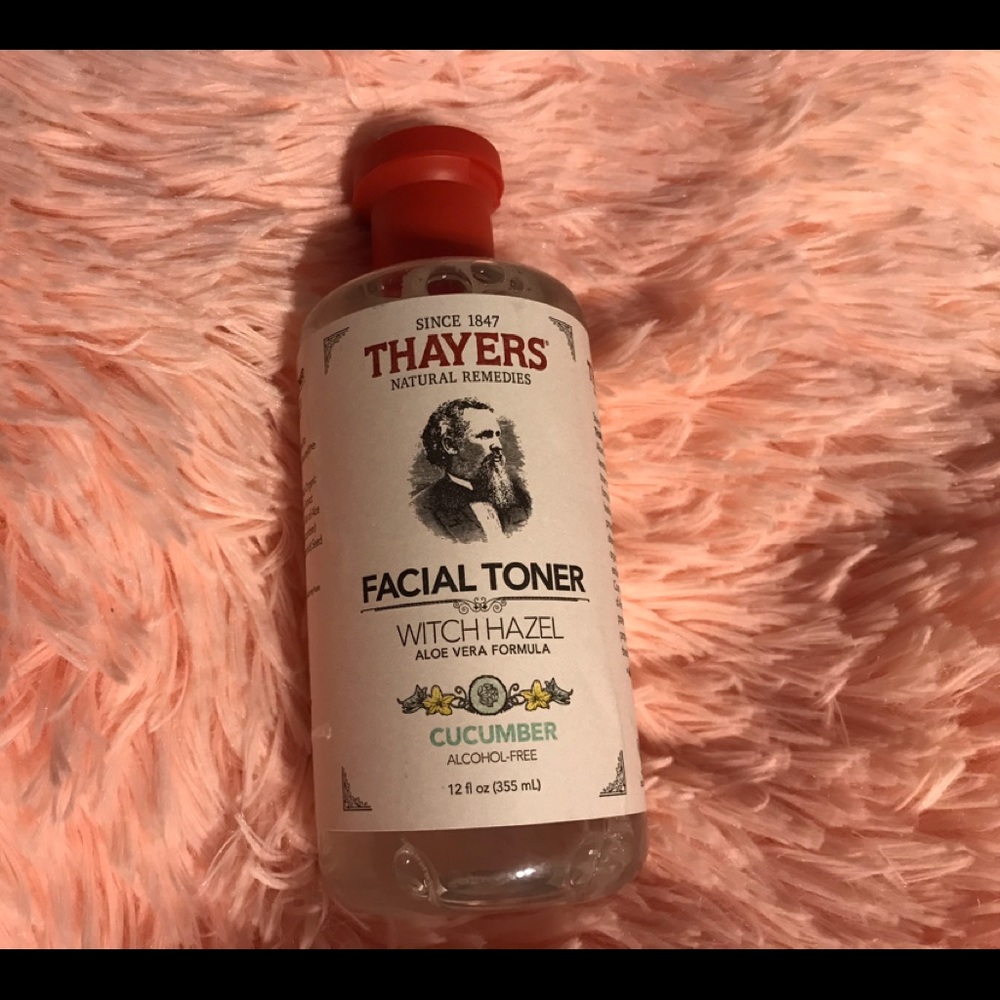 SINCE 1847
THAYERS®
NATURAL REMEDIES
FACIAL TONER
WITCH HAZEL
ALOE VERA FORMULA
CUCUMBER
ALCOHOL-FREE
12 fl oz (355 mL)